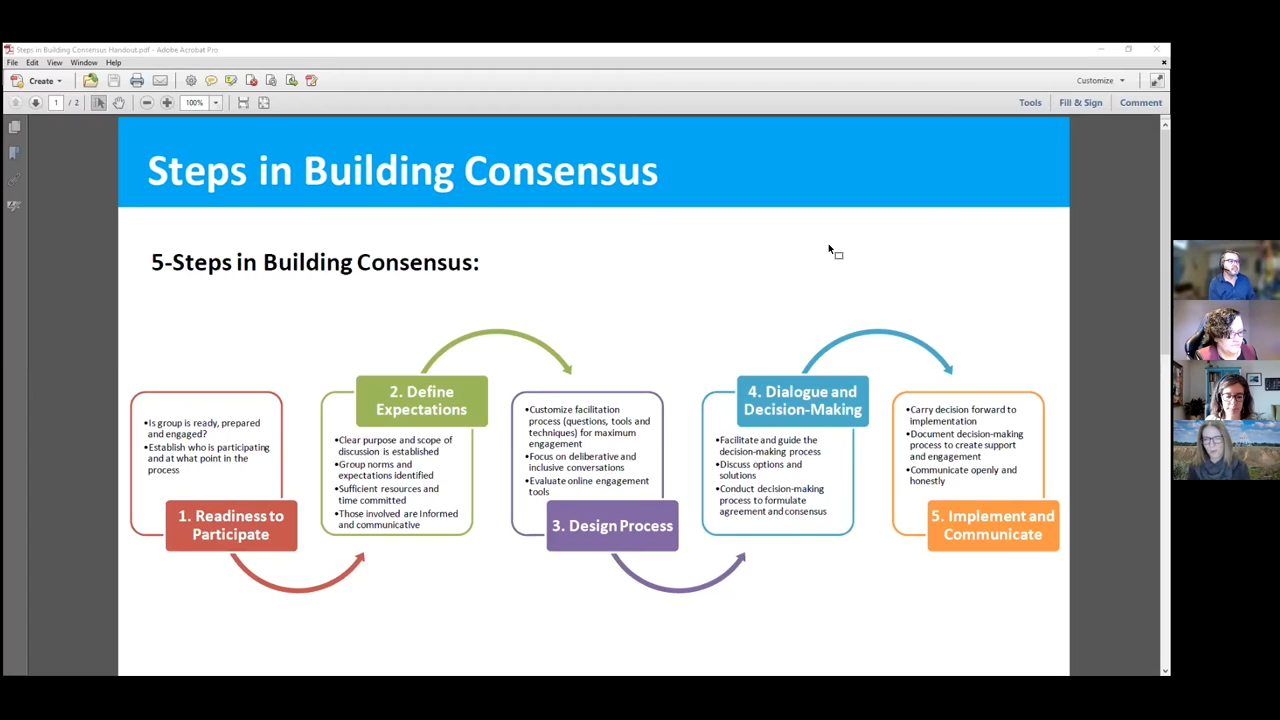 Steps in Building Consensus Handout.pdf - Adobe Acrobat Pro
File Edit View Window Help
Create
Customize
1 / 2
100%
Tools
Fill & Sign
Comment
Steps in Building Consensus
5-Steps in Building Consensus:
•Is group is ready, prepared
and engaged?
•Establish who is participating
and at what point in the
process
1. Readiness to
Participate
2. Define
Expectations
•Clear purpose and scope of
discussion is established
•Group norms and
expectations identified
•Sufficient resources and
time committed
•Those involved are informed
and communicative
•Customize facilitation
process (questions, tools and
techniques) for maximum
engagement
•Focus on deliberative and
inclusive conversations
•Evaluate online engagement
tools
3. Design Process
4. Dialogue and
Decision-Making
•Facilitate and guide the
decision-making process
•Discuss options and
solutions
•Conduct decision-making
process to formulate
agreement and consensus
•Carry decision forward to
implementation
•Document decision-making
process to create support
and engagement
•Communicate openly and
honestly
5. Implement and
Communicate